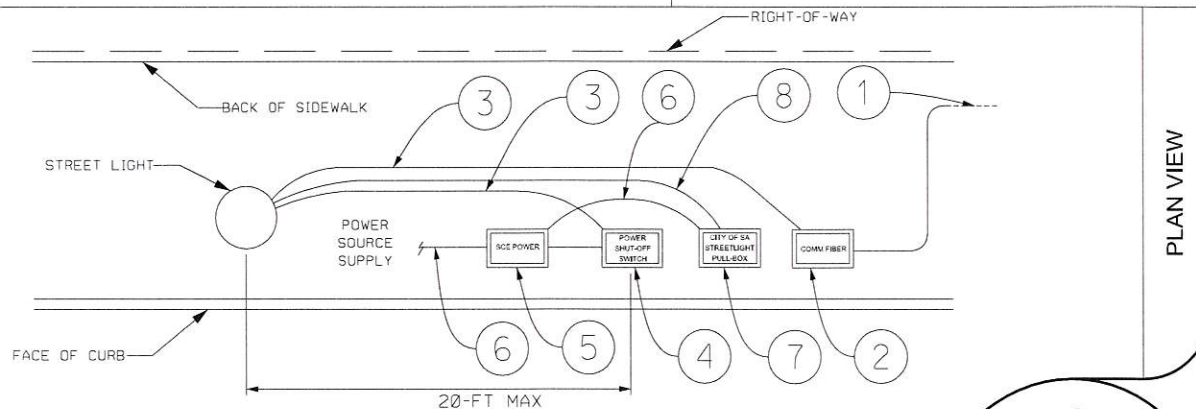 RIGHT-OF-WAY
BACK OF SIDEWALK
3
3
6
8
1
STREET LIGHT
POWER
SOURCE
SUPPLY
SCE POWER
POWER
SHUT-OFF
SWITCH
CITY OF SA
STREETLIGHT
PULL-BOX
COMM FIBER
FACE OF CURB
6
5
4
7
2
20-FT MAX
PLAN VIEW